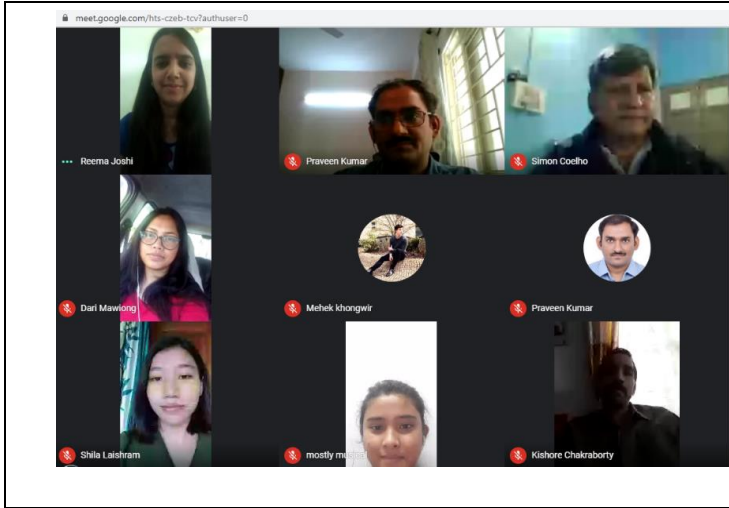 meet.google.com/hts-czeb-tcv?authuser=0
Reema Joshi
Praveen Kumar
Simon Coelho
Dari Mawiong
Mehek khongwir
Praveen Kumar
Shila Laishram
mostly
Kishore Chakraborty